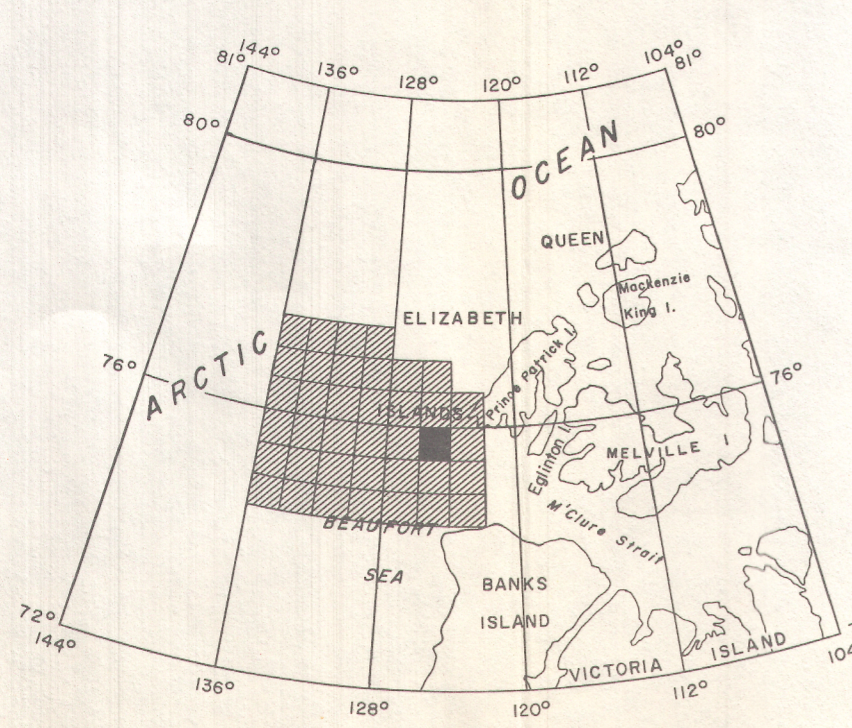 144° 136° 128° 120° 112° 104°
81° 81°
80° 80°
OCEAN
QUEEN
Mackenzie
King I.
ELIZABETH
ARCTIC
Prince Patrick I.
76° 76°
ISLANDS
Eglinton I.
MELVILLE I
M'Clure Strait
BEAUFORT
SEA
BANKS
ISLAND
VICTORIA ISLAND
72°
144° 136° 128° 120° 112° 104